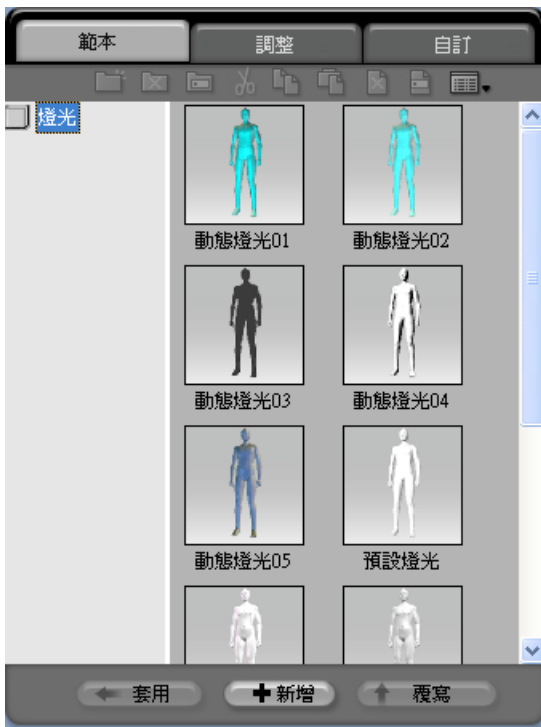 範本 調整 自訂
燈光
動態燈光01 動態燈光02
動態燈光03 動態燈光04
動態燈光05 預設燈光
套用 新增 覆寫